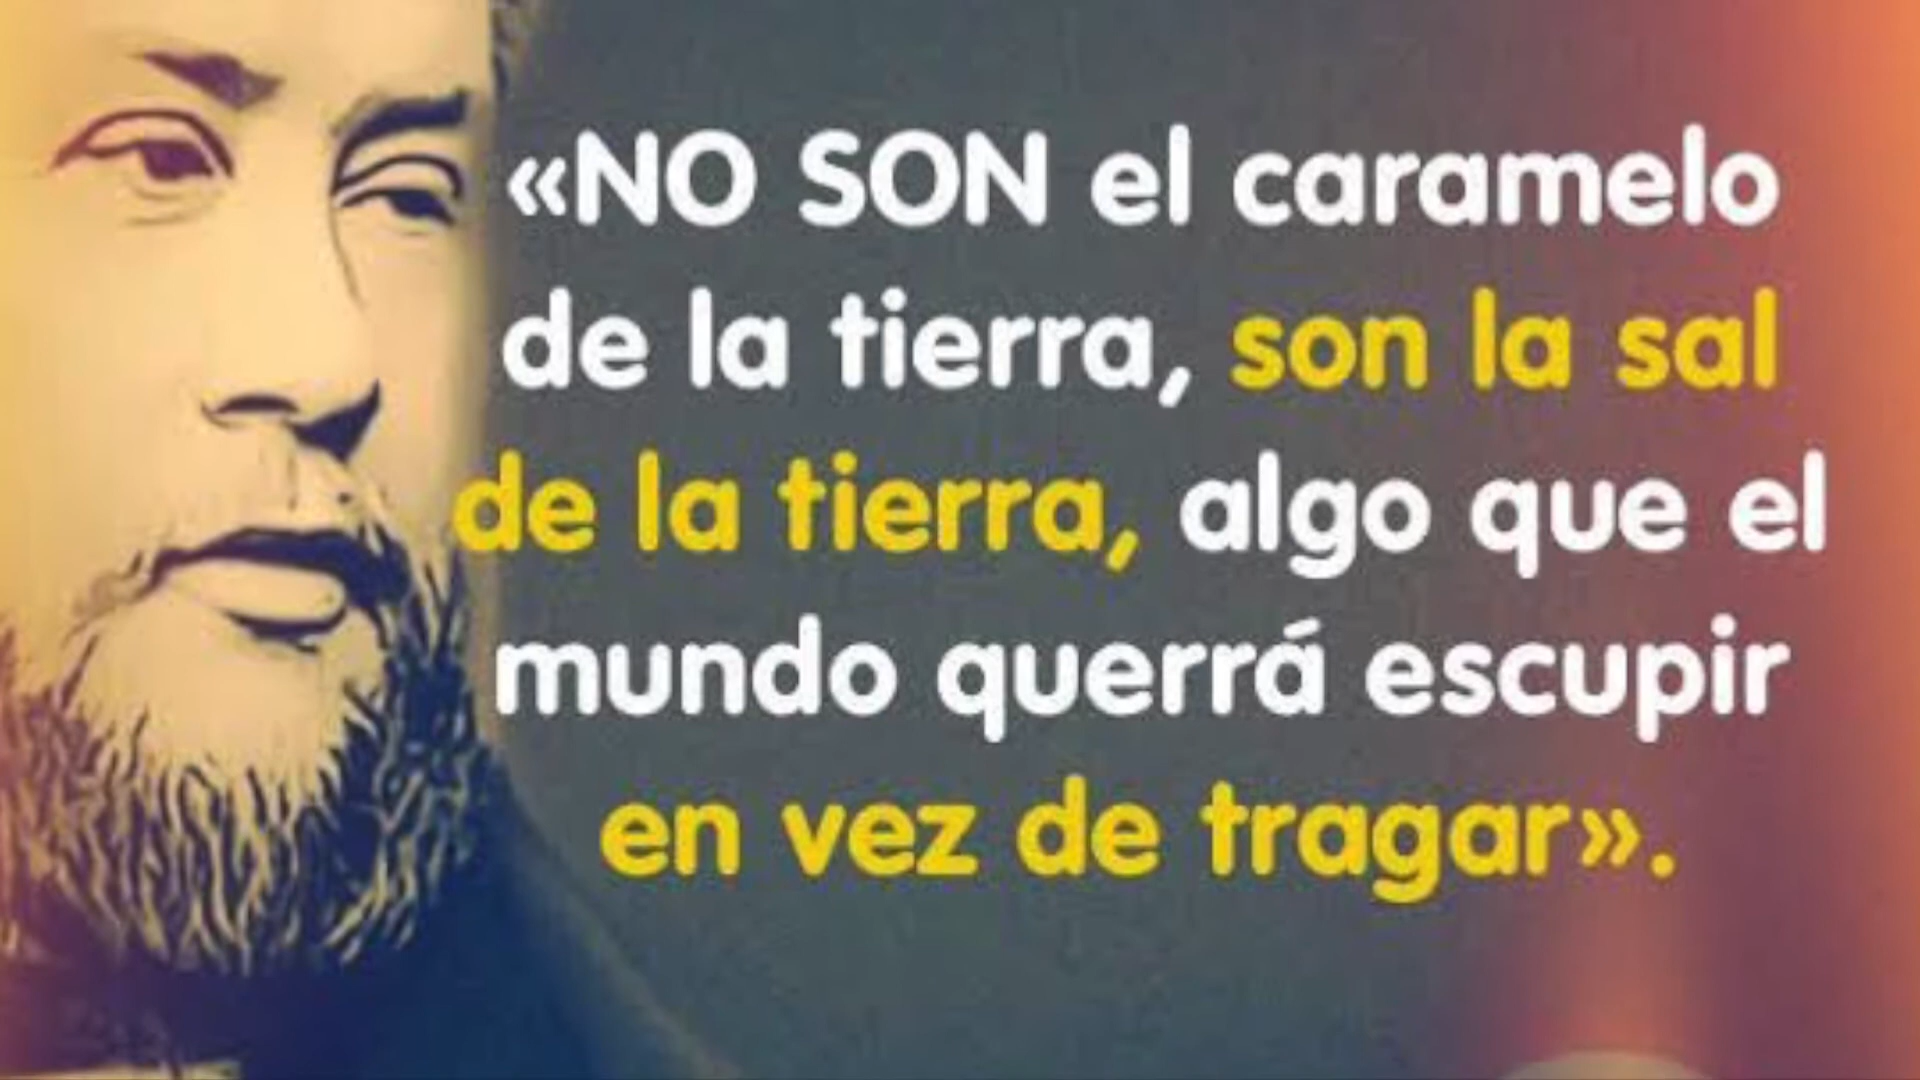 «NO SON el caramelo
de la tierra, son la sal
de la tierra, algo que el
mundo querrá escupir
en vez de tragar».